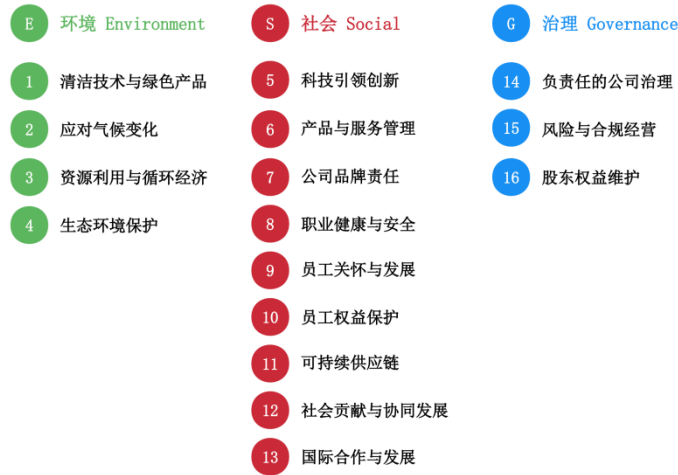 E 环境 Environment
1 清洁技术与绿色产品
2 应对气候变化
3 资源利用与循环经济
4 生态环境保护
S 社会 Social
5 科技引领创新
6 产品与服务管理
7 公司品牌责任
8 职业健康与安全
9 员工关怀与发展
10 员工权益保护
11 可持续供应链
12 社会贡献与协同发展
13 国际合作与发展
G 治理 Governance
14 负责任的公司治理
15 风险与合规经营
16 股东权益维护